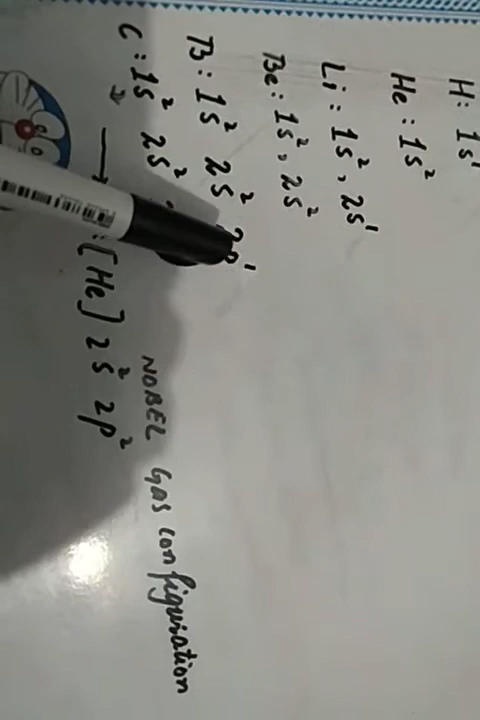 H: 1s¹
He: 1s²
Li: 1s², 2s¹
Be: 1s², 2s²
B: 1s² 2s² 2p¹
C: 1s² 2s²
: [He] 2s² 2p²
NOBEL GAS configuration